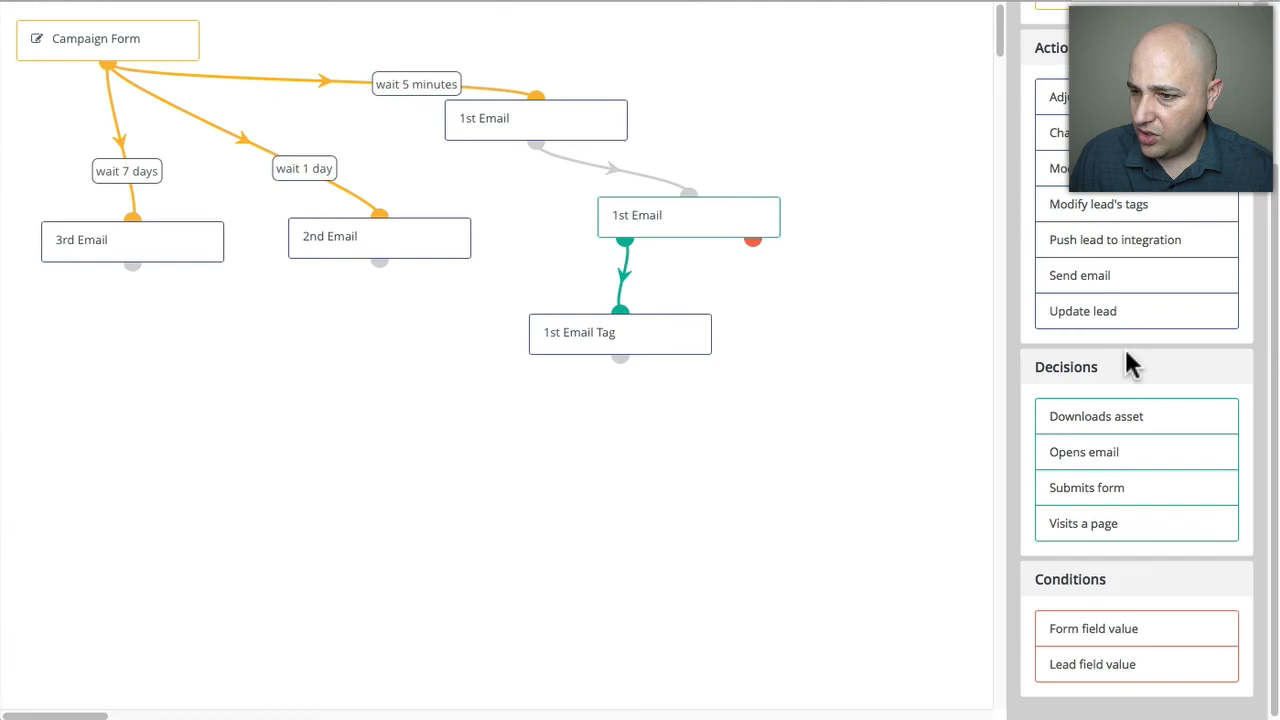 Campaign Form
wait 5 minutes
1st Email
wait 7 days
wait 1 day
1st Email
3rd Email
2nd Email
1st Email Tag
Modify lead's tags
Push lead to integration
Send email
Update lead
Decisions
Downloads asset
Opens email
Submits form
Visits a page
Conditions
Form field value
Lead field value